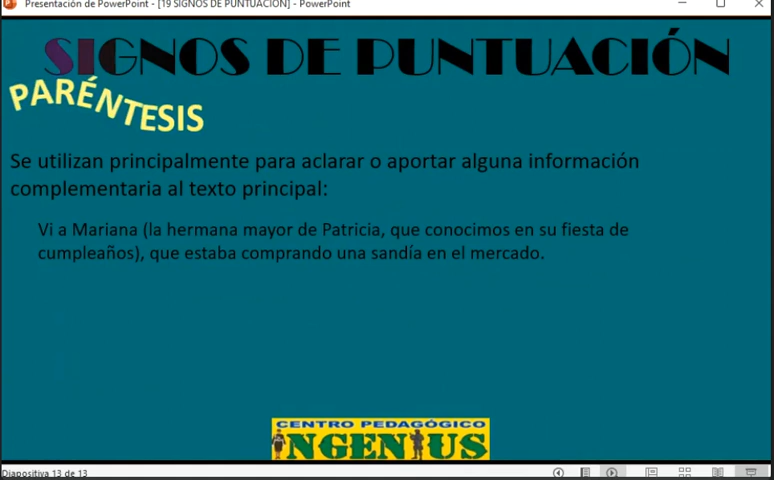 Presentación de PowerPoint - [19 SIGNOS DE PUNTUACIÓN] - PowerPoint
SIGNOS DE PUNTUACIÓN
PARÉNTESIS
Se utilizan principalmente para aclarar o aportar alguna información
complementaria al texto principal:
Vi a Mariana (la hermana mayor de Patricia, que conocimos en su fiesta de
cumpleaños), que estaba comprando una sandía en el mercado.
CENTRO PEDAGÓGICO
INGENIUS
Diapositiva 13 de 13